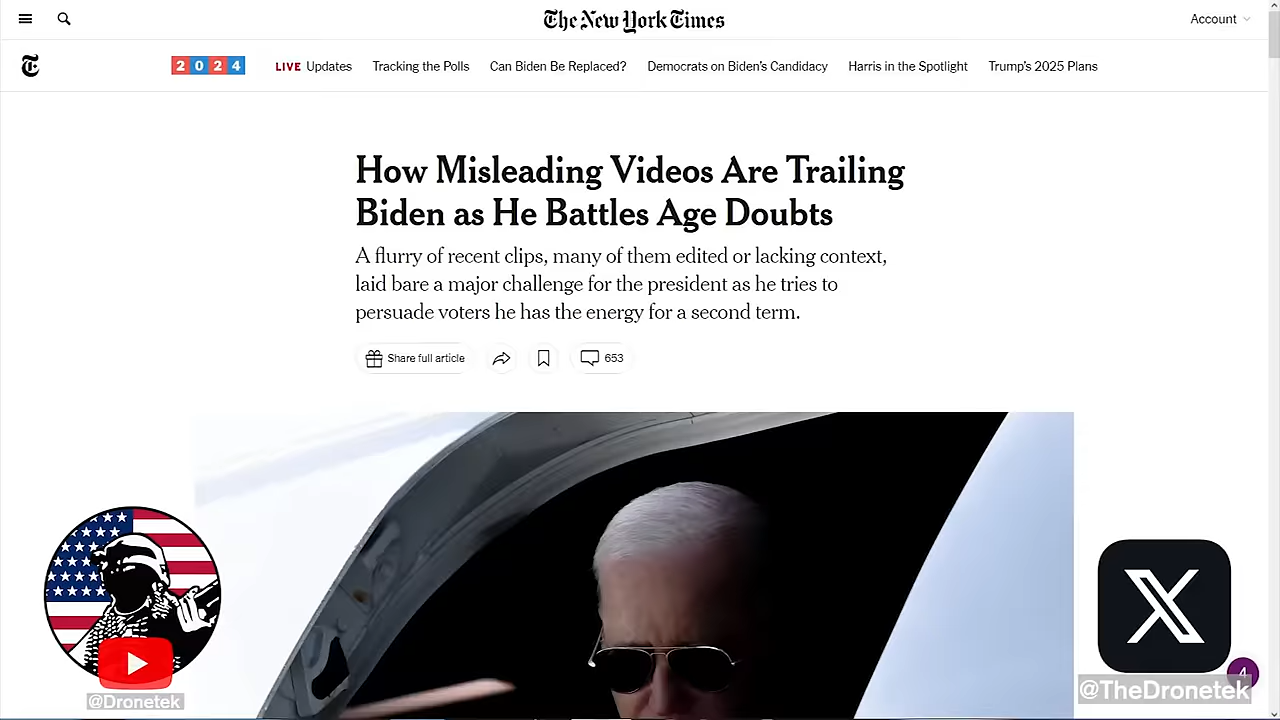 The New York Times
Account
2024
LIVE Updates
Tracking the Polls
Can Biden Be Replaced?
Democrats on Biden's Candidacy
Harris in the Spotlight
Trump's 2025 Plans
How Misleading Videos Are Trailing
Biden as He Battles Age Doubts
A flurry of recent clips, many of them edited or lacking context,
laid bare a major challenge for the president as he tries to
persuade voters he has the energy for a second term.
Share full article
653
@Dronetek
4
@TheDronetek